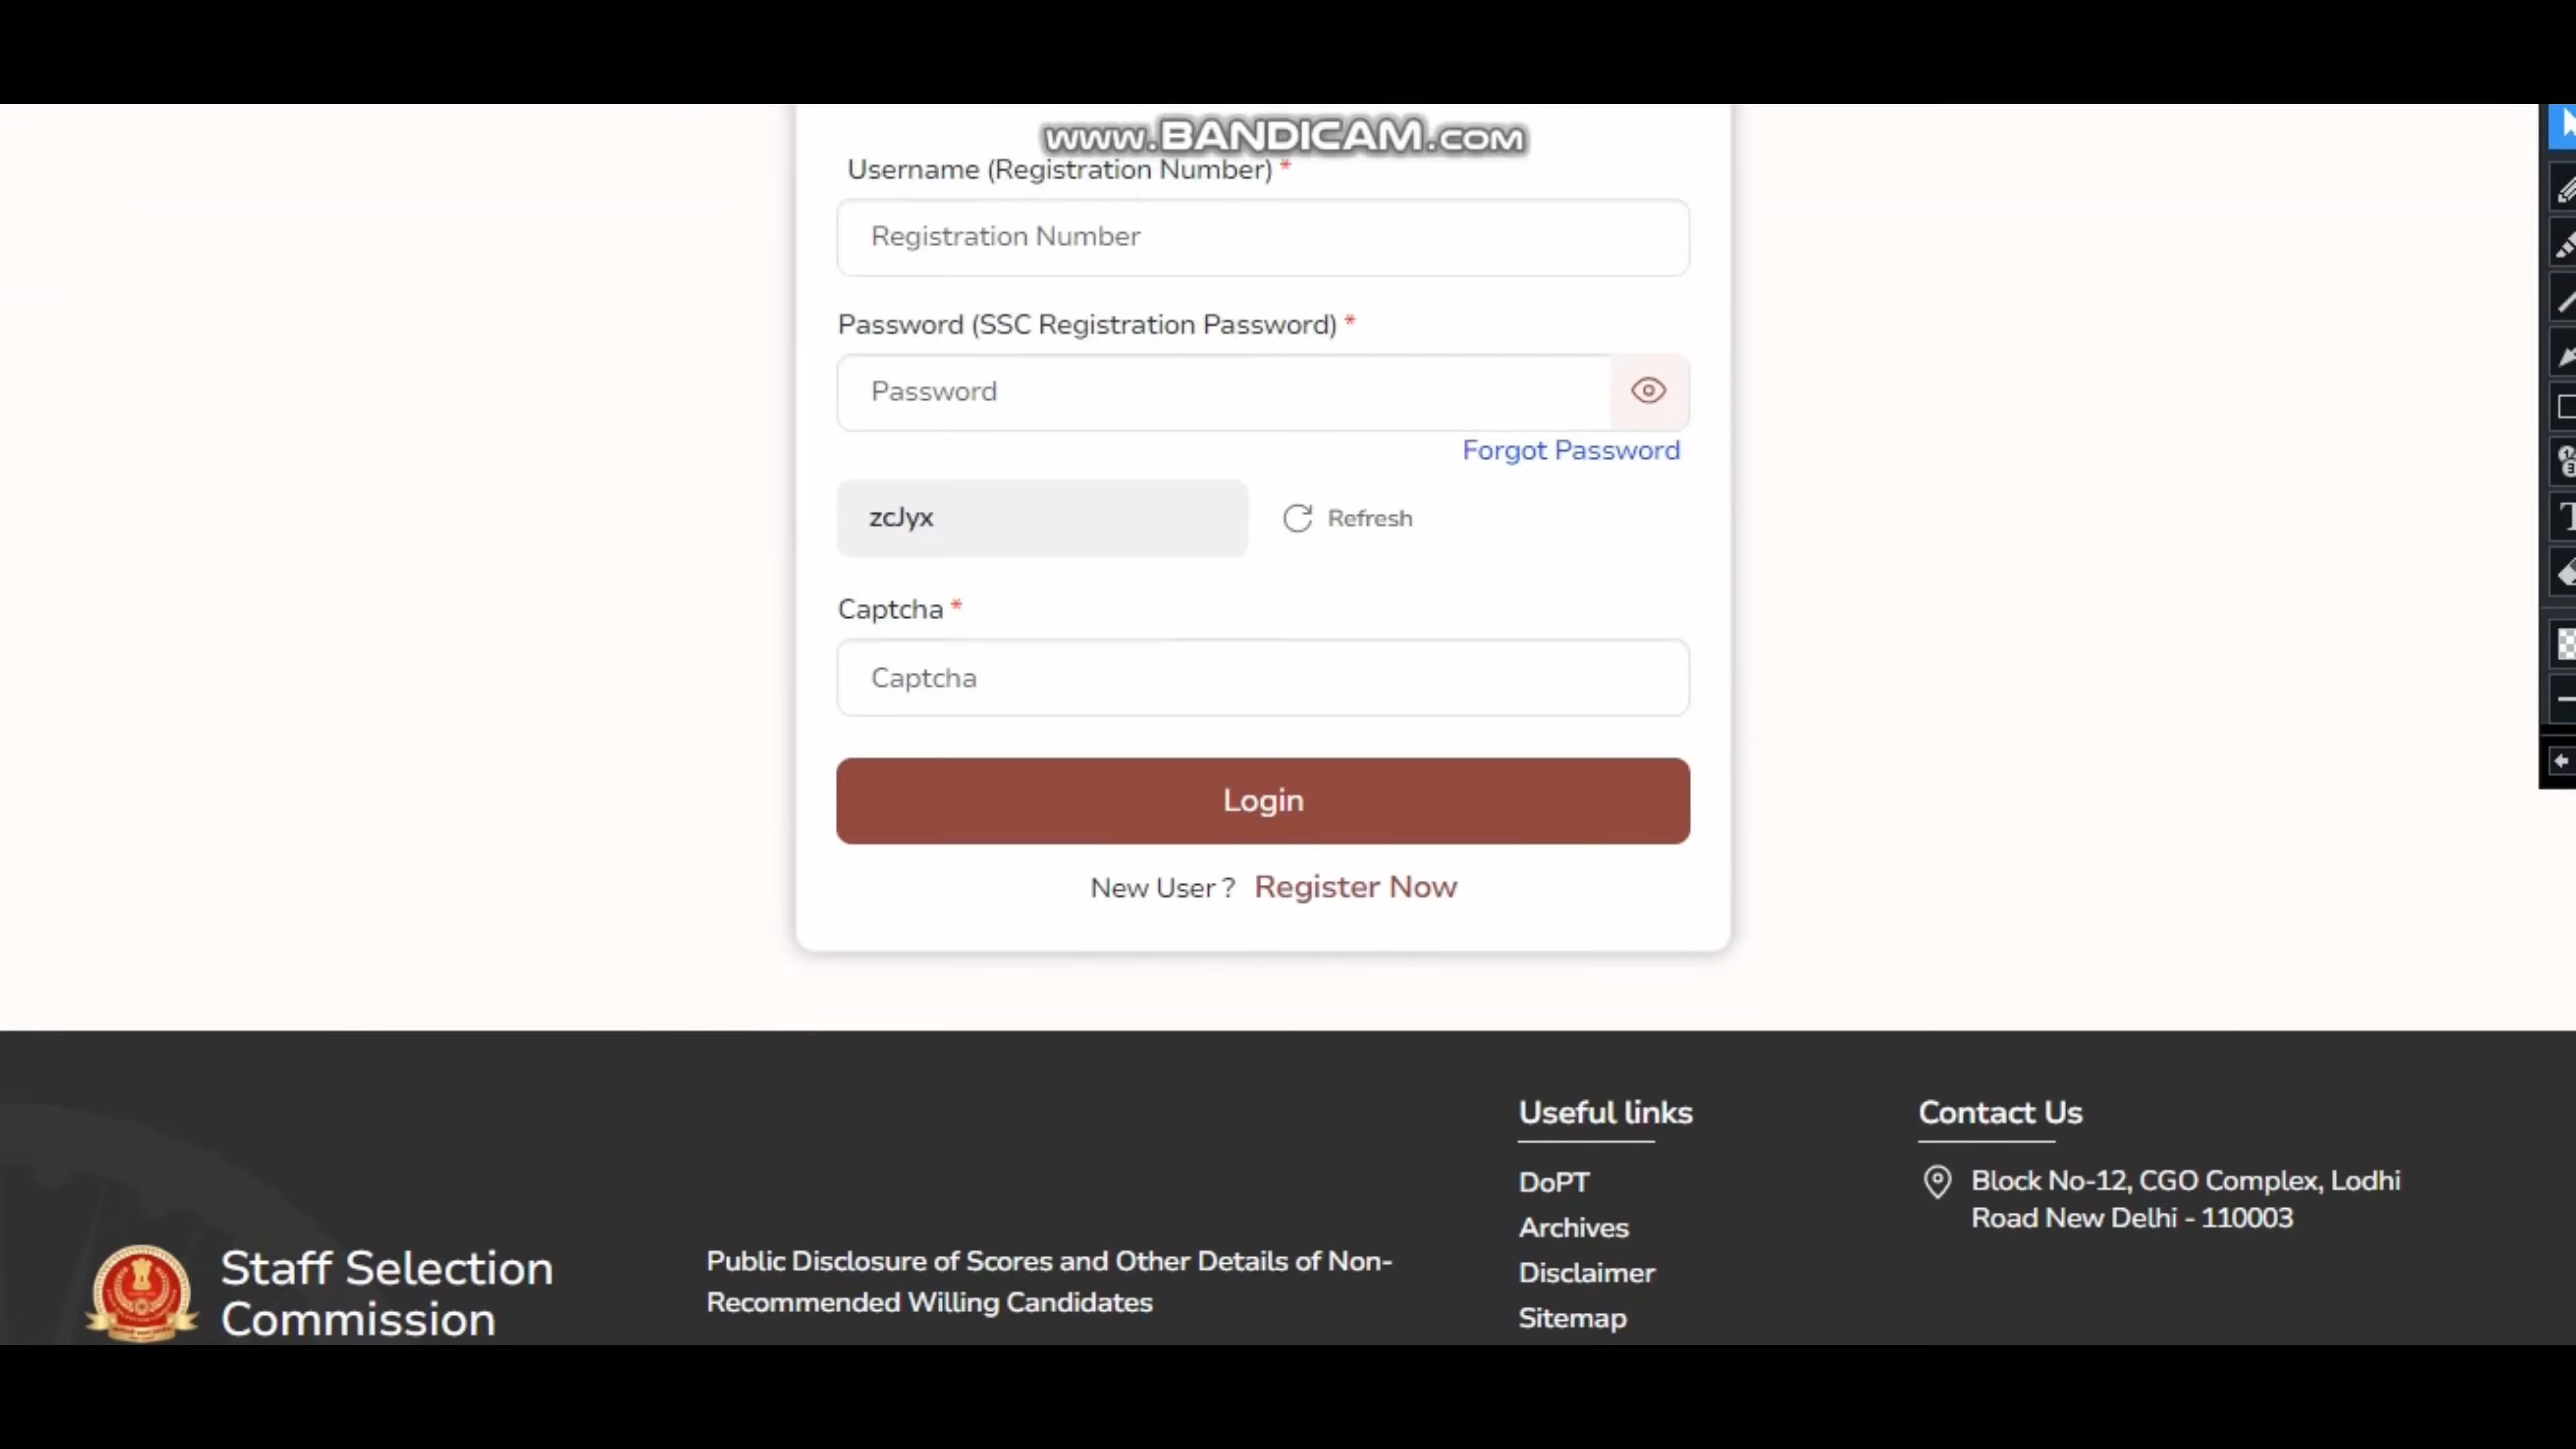 www.BANDICAM.com
Username (Registration Number) *
Registration Number
Password (SSC Registration Password) *
Password
Forgot Password
zcJyx
Refresh
Captcha *
Captcha
Login
New User ? Register Now
Useful links
Contact Us
DoPT
Block No-12, CGO Complex, Lodhi
Road New Delhi - 110003
Archives
Staff Selection
Commission
Public Disclosure of Scores and Other Details of Non-
Recommended Willing Candidates
Disclaimer
Sitemap